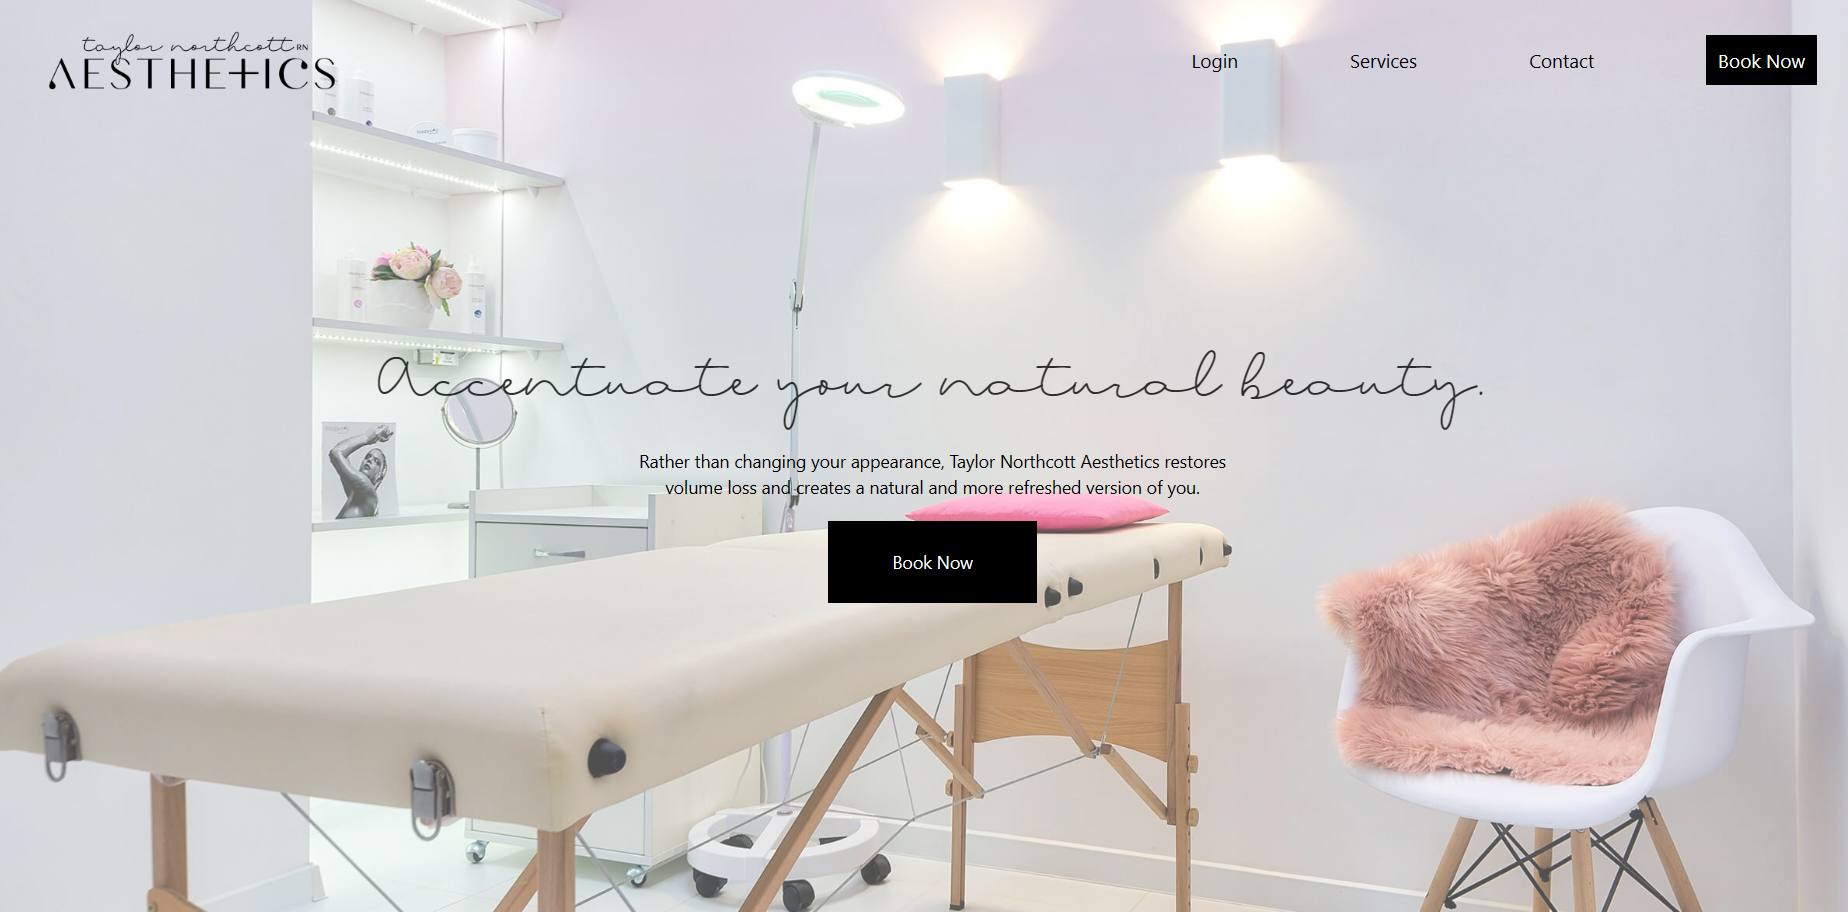 taylor northcott RN
AESTHETICS
Login
Services
Contact
Book Now
Accentuate your natural beauty.
Rather than changing your appearance, Taylor Northcott Aesthetics restores
volume loss and creates a natural and more refreshed version of you.
Book Now